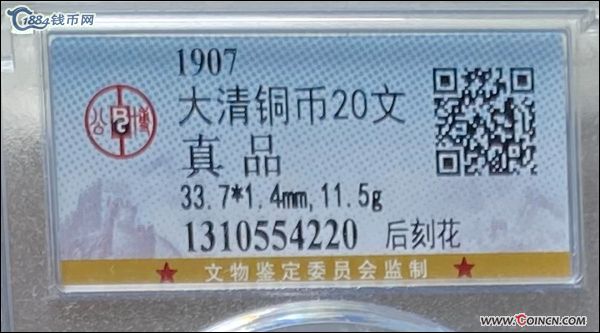 1884钱币网
1907
大清铜币20文
真品
33.7*1.4mm,11.5g
1310554220 后刻花
公 博
★ 文物鉴定委员会监制 ★
www.COINCN.com